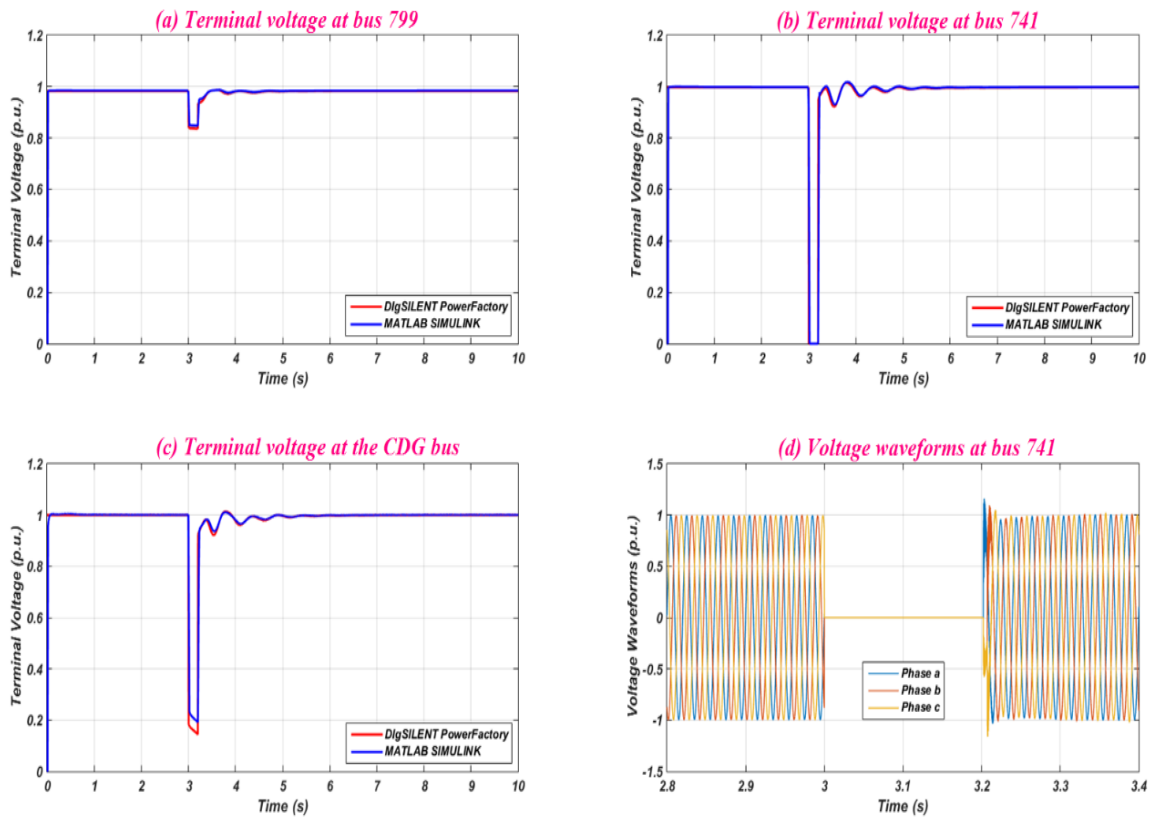 (a) Terminal voltage at bus 799
Terminal Voltage (p.u.)
1.2
1
0.8
0.6
0.4
0.2
0
DIgSILENT PowerFactory
MATLAB SIMULINK
0 1 2 3 4 5 6 7 8 9 10
Time (s)
(b) Terminal voltage at bus 741
Terminal Voltage (p.u.)
1.2
1
0.8
0.6
0.4
0.2
0
DIgSILENT PowerFactory
MATLAB SIMULINK
0 1 2 3 4 5 6 7 8 9 10
Time (s)
(c) Terminal voltage at the CDG bus
Terminal Voltage (p.u.)
1.2
1
0.8
0.6
0.4
0.2
0
DIgSILENT PowerFactory
MATLAB SIMULINK
0 1 2 3 4 5 6 7 8 9 10
Time (s)
(d) Voltage waveforms at bus 741
Voltage Waveforms (p.u.)
1.5
1
0.5
0
-0.5
-1
-1.5
Phase a
Phase b
Phase c
2.8 2.9 3 3.1 3.2 3.3 3.4
Time (s)